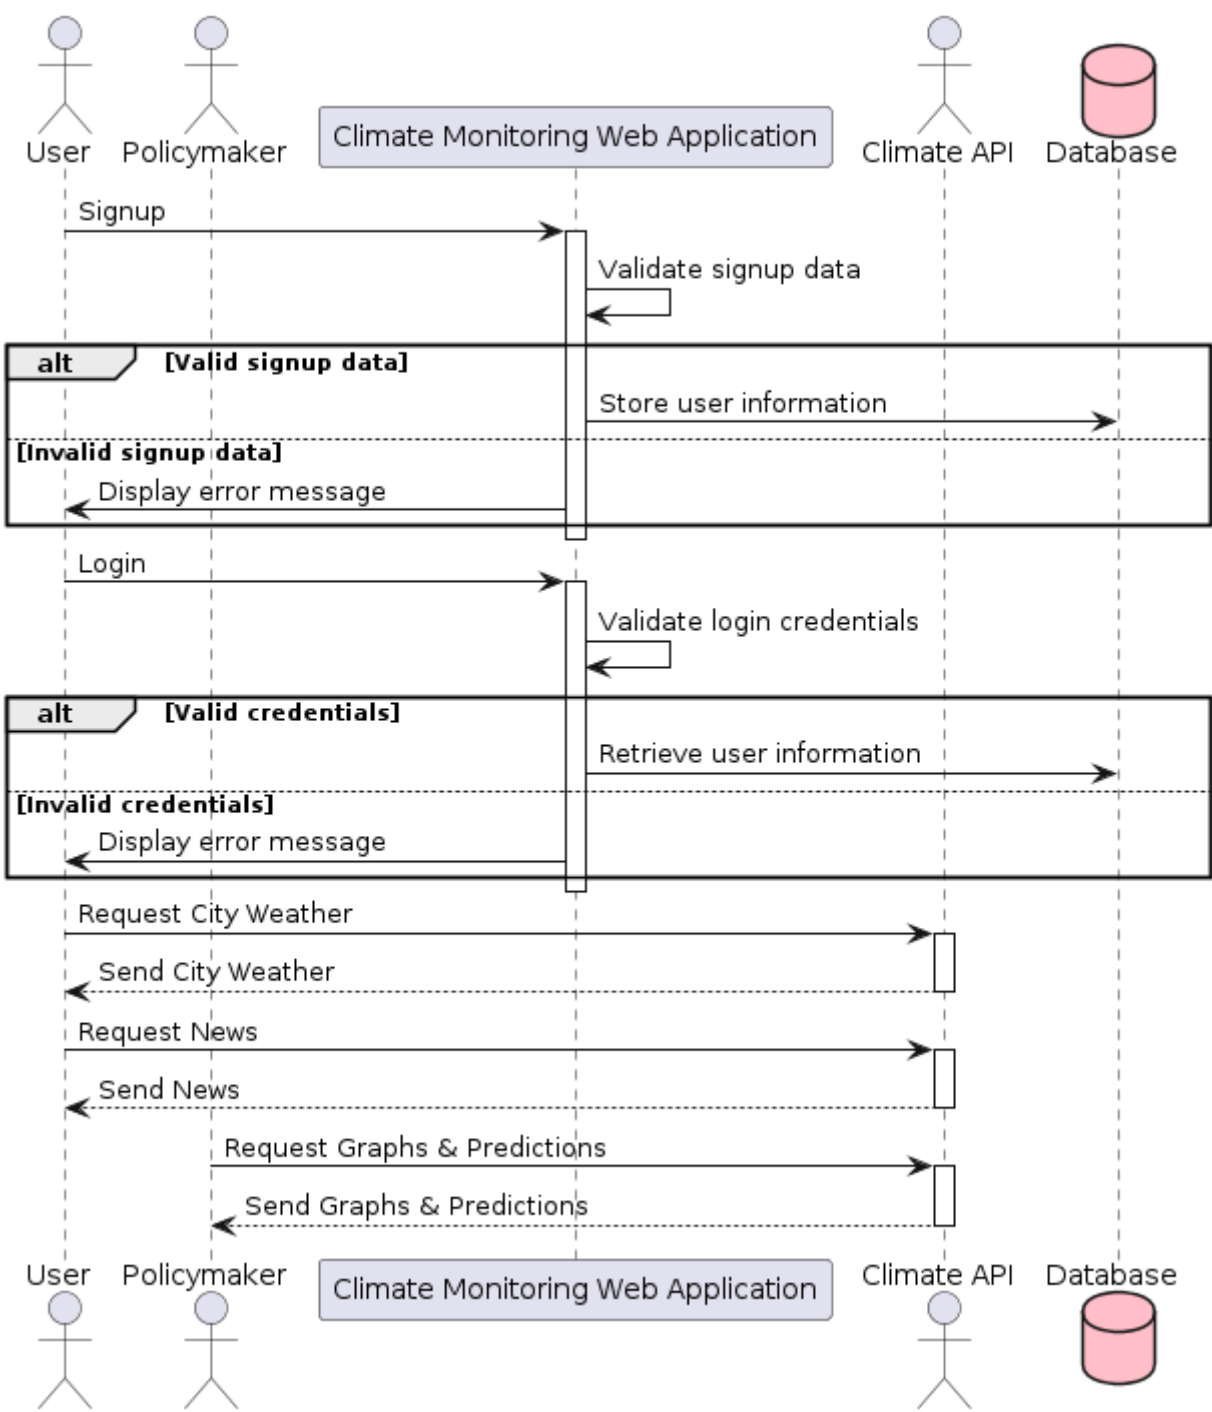 User
Policymaker
Climate Monitoring Web Application
Climate API
Database
Signup
Validate signup data
alt
[Valid signup data]
Store user information
[Invalid signup data]
Display error message
Login
Validate login credentials
alt
[Valid credentials]
Retrieve user information
[Invalid credentials]
Display error message
Request City Weather
Send City Weather
Request News
Send News
Request Graphs & Predictions
Send Graphs & Predictions
User
Policymaker
Climate Monitoring Web Application
Climate API
Database